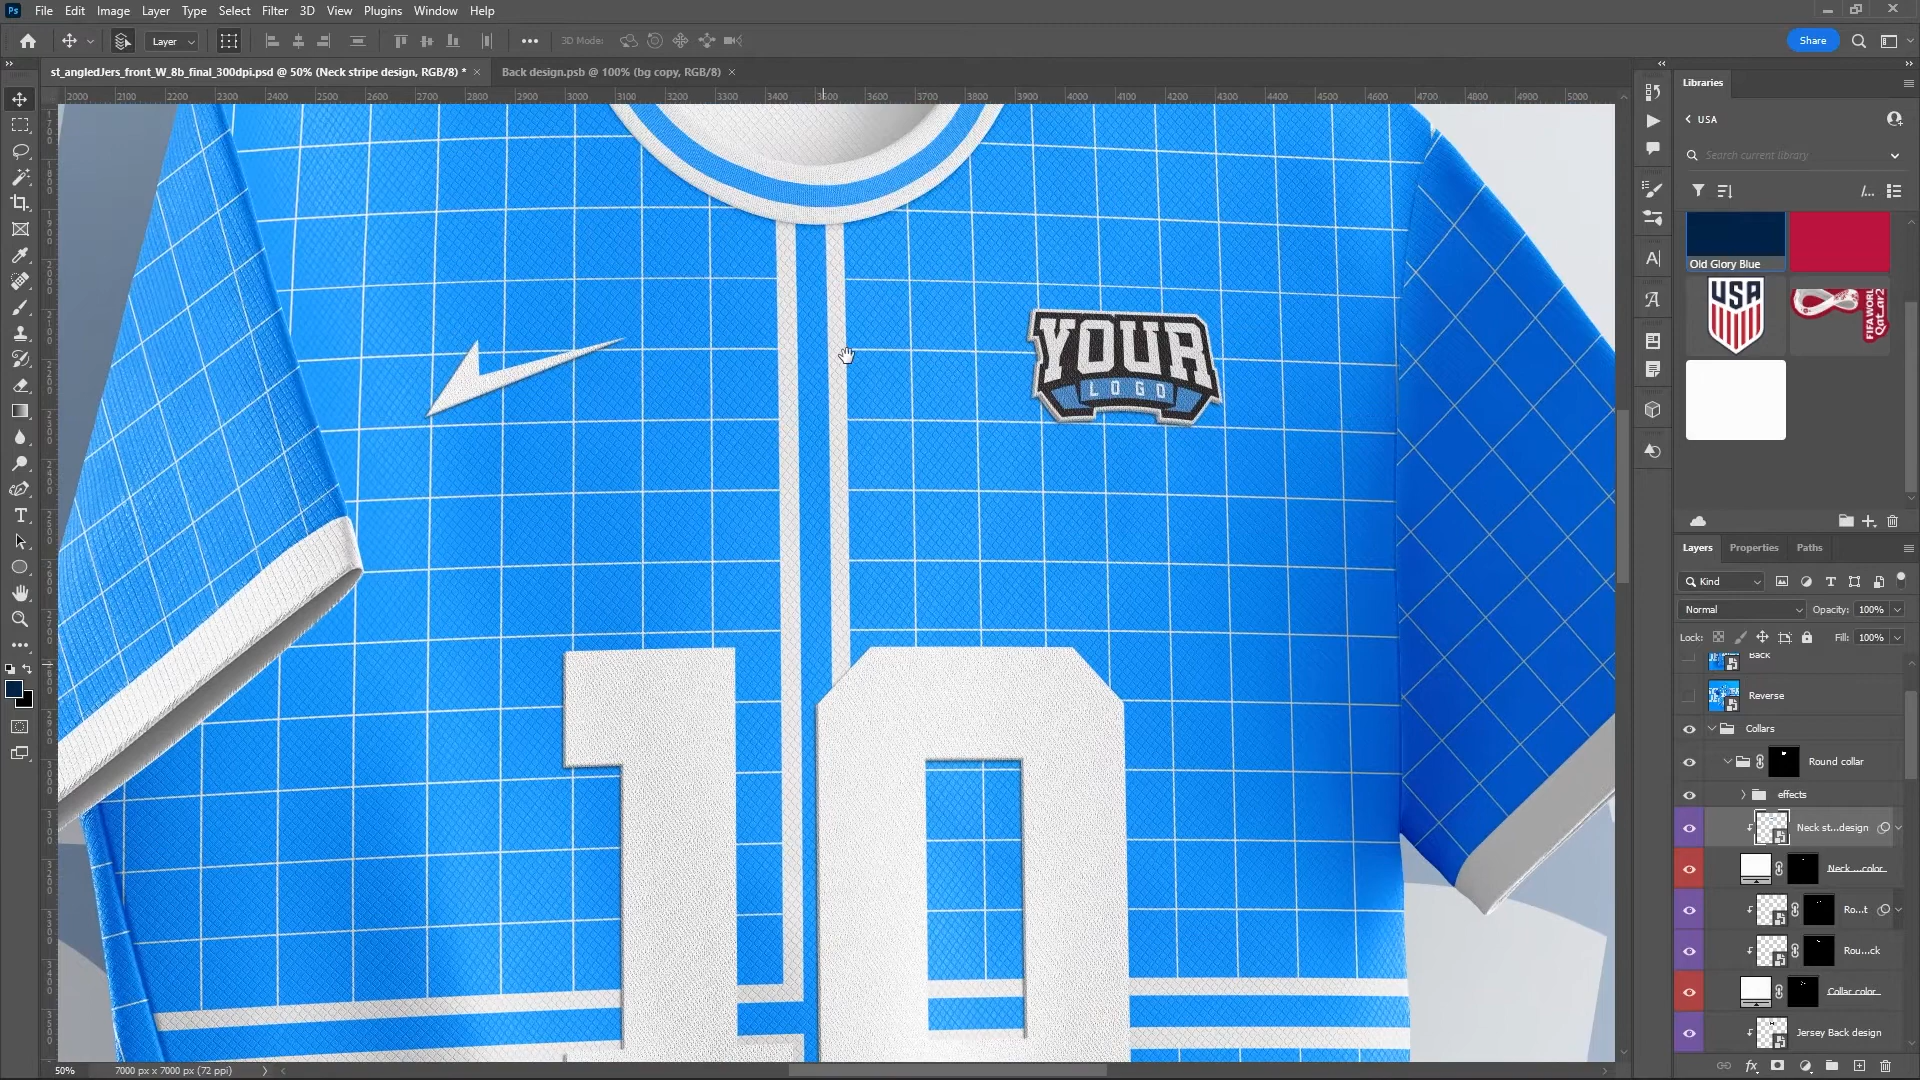 Ps File Edit Image Layer Type Select Filter 3D View Plugins Window Help
Layer 3D Mode: Share
st_angledJers_front_W_8b_final_300dpi.psd @ 50% (Neck stripe design, RGB/8) * × Back design.psb @ 100% (bg copy, RGB/8) ×
2000 2100 2200 2300 2400 2500 2600 2700 2800 2900 3000 3100 3200 3300 3400 3500 3600 3700 3800 3900 4000 4100 4200 4300 4400 4500 4600 4700 4800 4900 5000
Libraries
USA
Search current library
Old Glory Blue
USA
FIFA WORL
Qatar2
YOUR
LOGO
10
Layers Properties Paths
Kind
Normal Opacity: 100%
Lock: Fill: 100%
Back
Reverse
Collars
Round collar
effects
Neck st...design
Neck ...color
Ro...t
Rou...ck
Collar color
Jersey Back design
50% 7000 px x 7000 px (72 ppi)